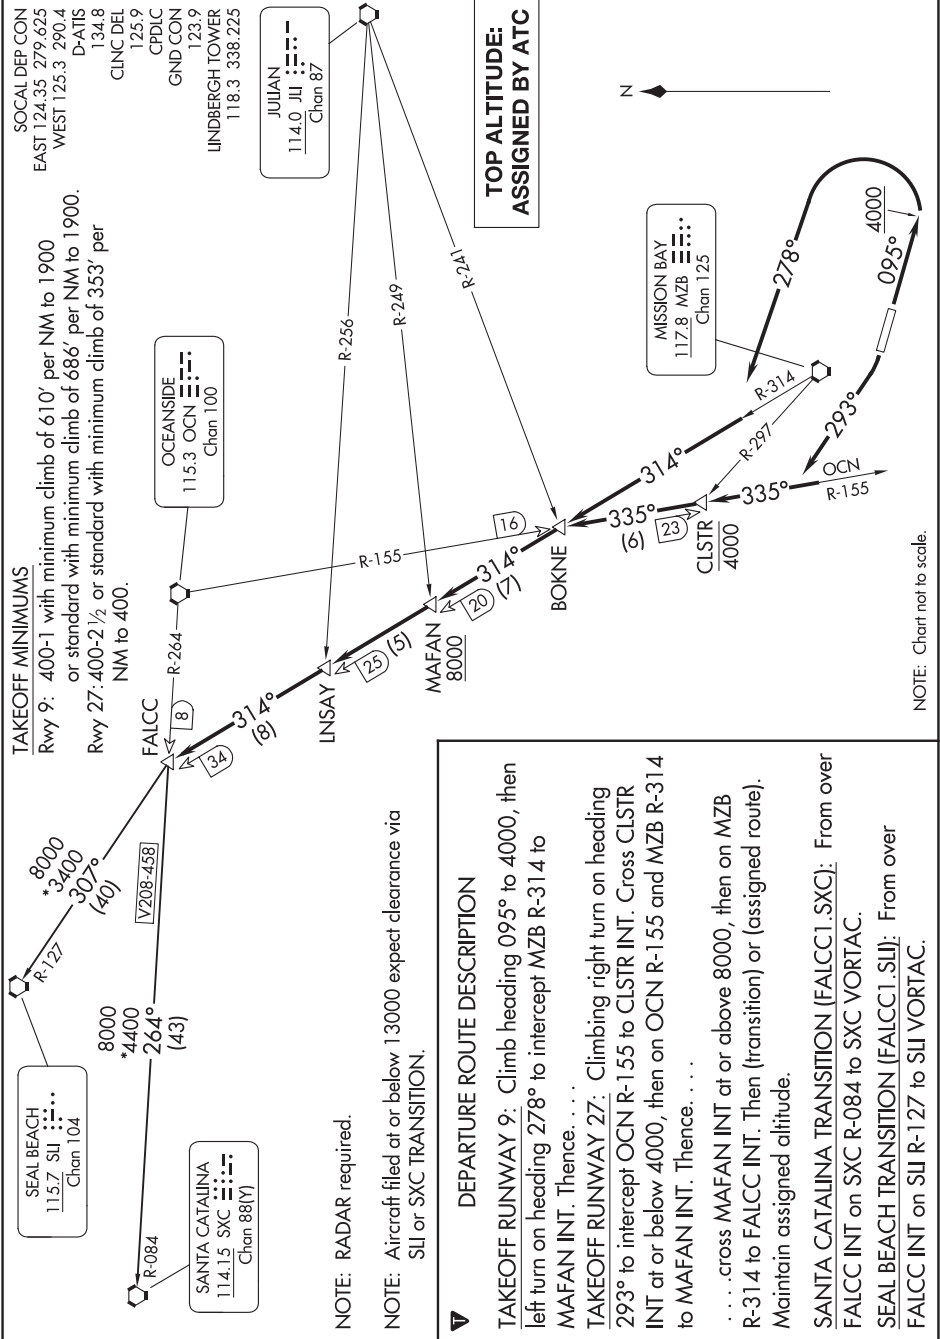 SOCAL DEP CON
EAST 124.35 279.625
WEST 125.3 290.4
D-ATIS
134.8
CLNC DEL
125.9
CPDLC
GND CON
123.9
LINDBERGH TOWER
118.3 338.225
TAKEOFF MINIMUMS
Rwy 9: 400-1 with minimum climb of 610' per NM to 1900
or standard with minimum climb of 686' per NM to 1900.
Rwy 27: 400-2½ or standard with minimum climb of 353' per
NM to 400.
TOP ALTITUDE:
ASSIGNED BY ATC
N
JULIAN
114.0 JLI
Chan 87
R-256
R-249
R-241
OCEANSIDE
115.3 OCN
Chan 100
R-264
R-155
SEAL BEACH
115.7 SLI
Chan 104
R-127
8000
*3400
307°
(40)
FALCC
8
34
V208-458
8000
*4400
264°
(43)
SANTA CATALINA
114.15 SXC
Chan 88(Y)
R-084
314°
(8)
LNSAY
25
(5)
MAFAN
8000
20
314°
(7)
16
BOKNE
314°
335°
(6)
23
CLSTR
4000
335°
OCN
R-155
R-314
R-297
MISSION BAY
117.8 MZB
Chan 125
278°
293°
095°
4000
NOTE: RADAR required.
NOTE: Aircraft filed at or below 13000 expect clearance via
SLI or SXC TRANSITION.
NOTE: Chart not to scale.
T
DEPARTURE ROUTE DESCRIPTION
TAKEOFF RUNWAY 9: Climb heading 095° to 4000, then
left turn on heading 278° to intercept MZB R-314 to
MAFAN INT. Thence. . . .
TAKEOFF RUNWAY 27: Climbing right turn on heading
293° to intercept OCN R-155 to CLSTR INT. Cross CLSTR
INT at or below 4000, then on OCN R-155 and MZB R-314
to MAFAN INT. Thence. . . .
. . . .cross MAFAN INT at or above 8000, then on MZB
R-314 to FALCC INT. Then (transition) or (assigned route).
Maintain assigned altitude.
SANTA CATALINA TRANSITION (FALCC1.SXC): From over
FALCC INT on SXC R-084 to SXC VORTAC.
SEAL BEACH TRANSITION (FALCC1.SLI): From over
FALCC INT on SLI R-127 to SLI VORTAC.